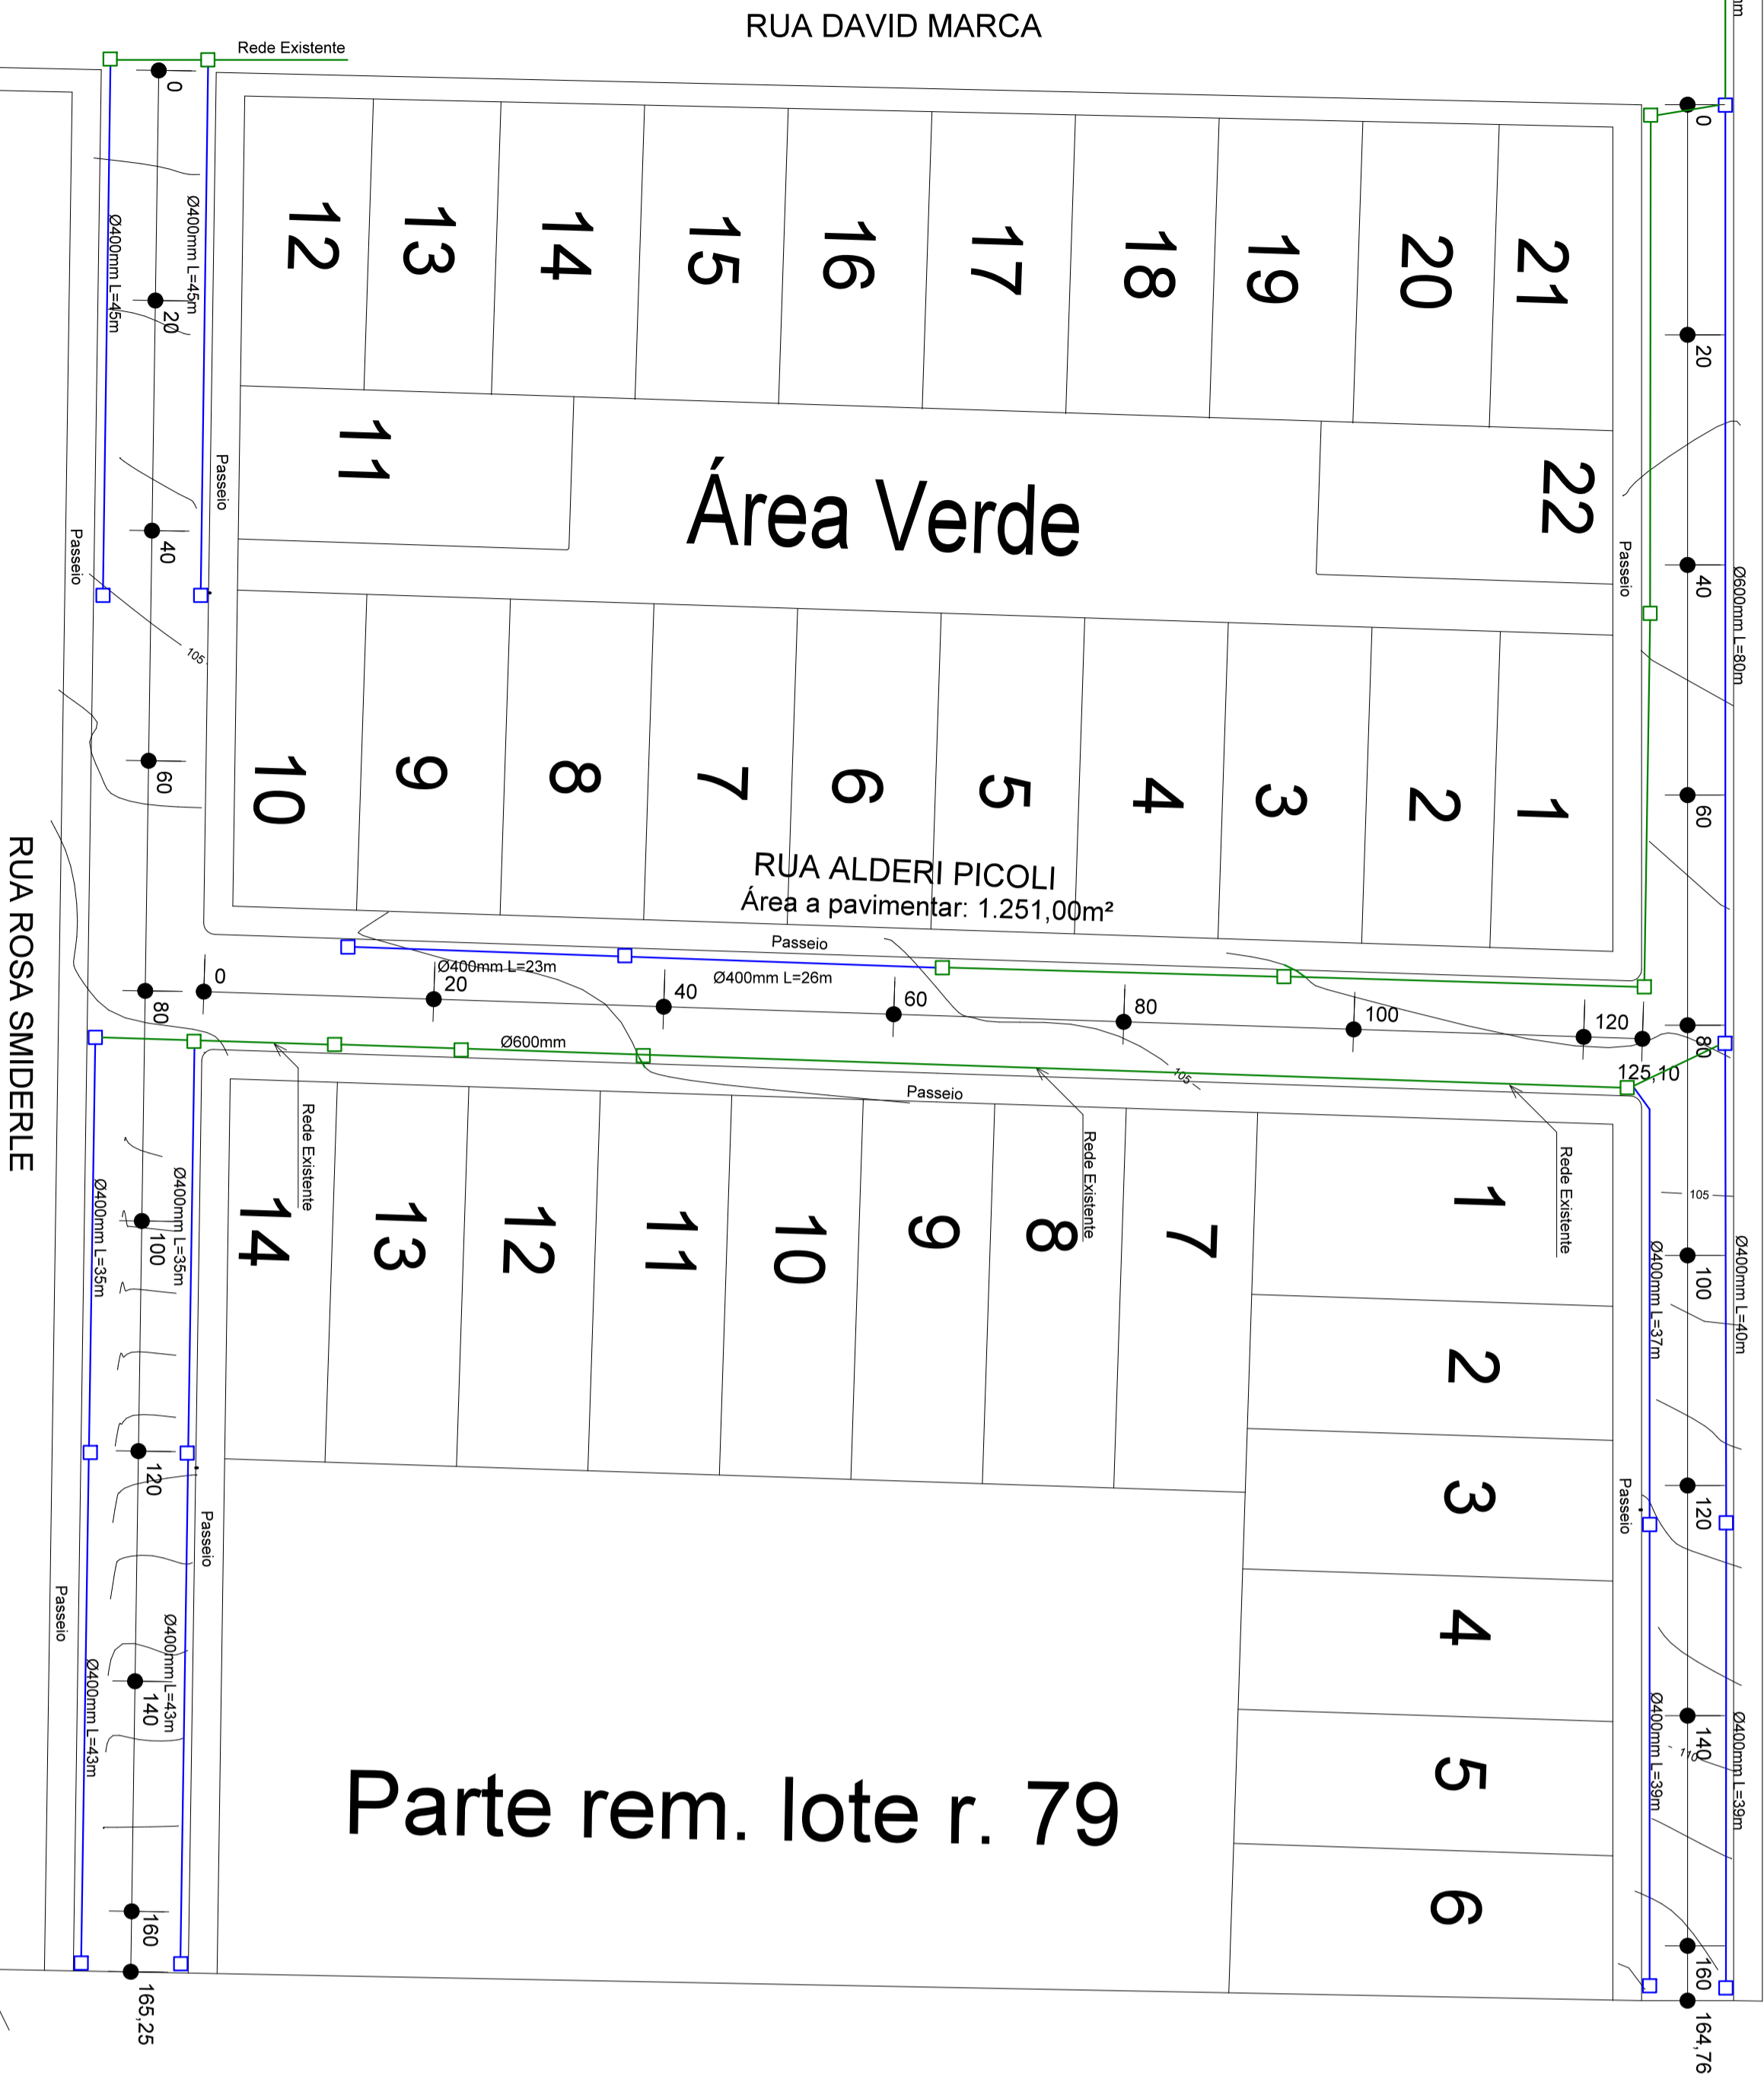 RUA DAVID MARCA
mm
Rede Existente
0
0
Ø400mm L=45m
Ø400mm L=45m
12
13
14
15
16
17
18
19
20
21
20
20
11
Passeio
Área Verde
22
Passeio
Passeio
40
40
Ø600mm L=80m
105
60
60
10
9
8
7
6
5
4
3
2
1
RUA ALDERI PICOLI
Área a pavimentar: 1.251,00m²
Passeio
RUA ROSA SMIDERLE
80
0
20
40
60
80
100
120
125,10
80
Ø400mm L=23m
Ø400mm L=26m
Ø600mm
105
Passeio
Rede Existente
Rede Existente
Rede Existente
Ø400mm L=35m
Ø400mm L=35m
100
14
13
12
11
10
9
8
7
1
105
100
Ø400mm L=37m
Ø400mm L=40m
2
3
120
120
Passeio
Passeio
Passeio
4
Ø400mm L=43m
Ø400mm L=43m
140
140
110
Ø400mm L=39m
Ø400mm L=39m
5
Parte rem. lote r. 79
6
160
160
165,25
164,76